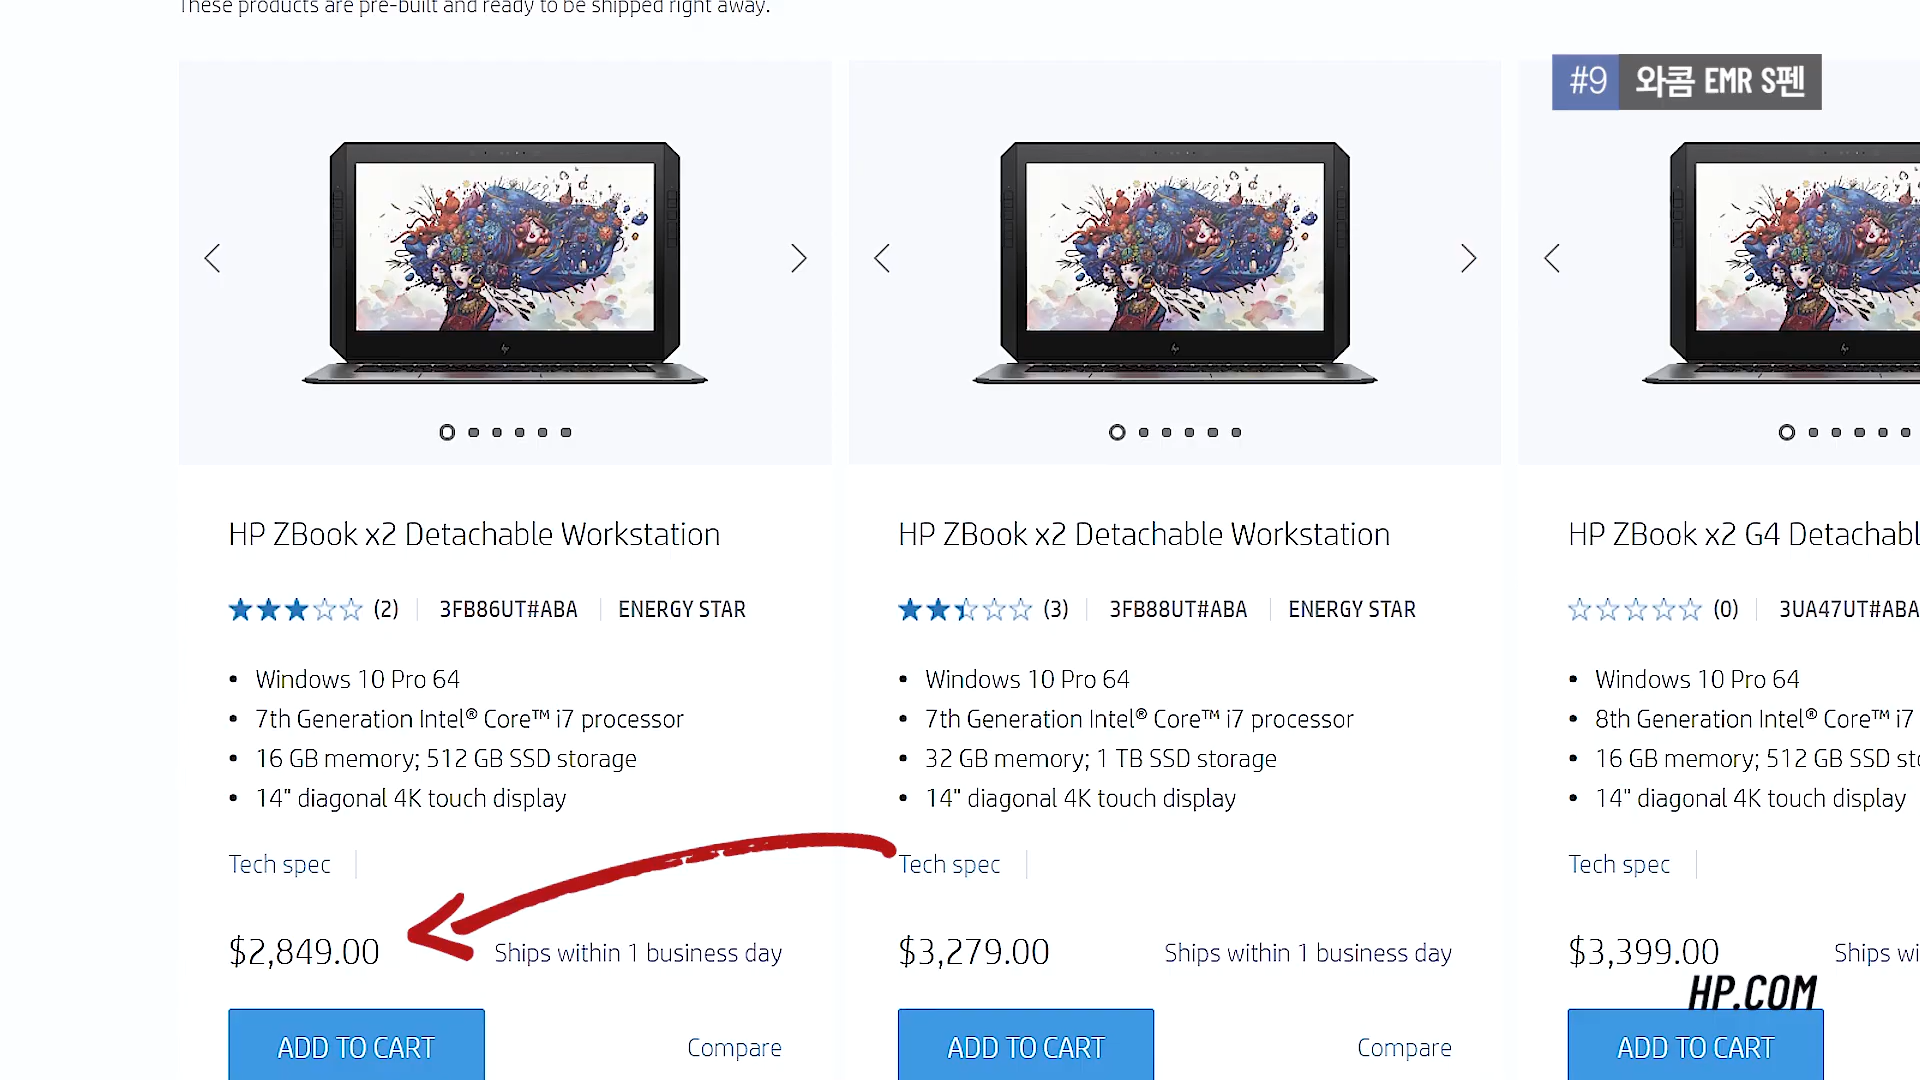 These products are pre-built and ready to be shipped right away.
#9 와콤 EMR S펜
HP ZBook x2 Detachable Workstation
(2) 3FB86UT#ABA ENERGY STAR
• Windows 10 Pro 64
• 7th Generation Intel® Core™ i7 processor
• 16 GB memory; 512 GB SSD storage
• 14" diagonal 4K touch display
Tech spec
$2,849.00 Ships within 1 business day
ADD TO CART Compare
HP ZBook x2 Detachable Workstation
(3) 3FB88UT#ABA ENERGY STAR
• Windows 10 Pro 64
• 7th Generation Intel® Core™ i7 processor
• 32 GB memory; 1 TB SSD storage
• 14" diagonal 4K touch display
Tech spec
$3,279.00 Ships within 1 business day
ADD TO CART Compare
HP ZBook x2 G4 Detachabl
(0) 3UA47UT#ABA
• Windows 10 Pro 64
• 8th Generation Intel® Core™ i7
• 16 GB memory; 512 GB SSD sto
• 14" diagonal 4K touch display
Tech spec
$3,399.00 Ships wi
HP.COM
ADD TO CART